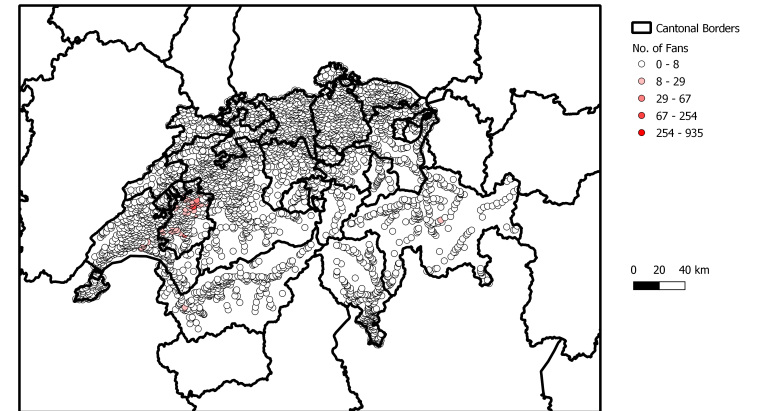 Cantonal Borders
No. of Fans
0 - 8
8 - 29
29 - 67
67 - 254
254 - 935
0 20 40 km